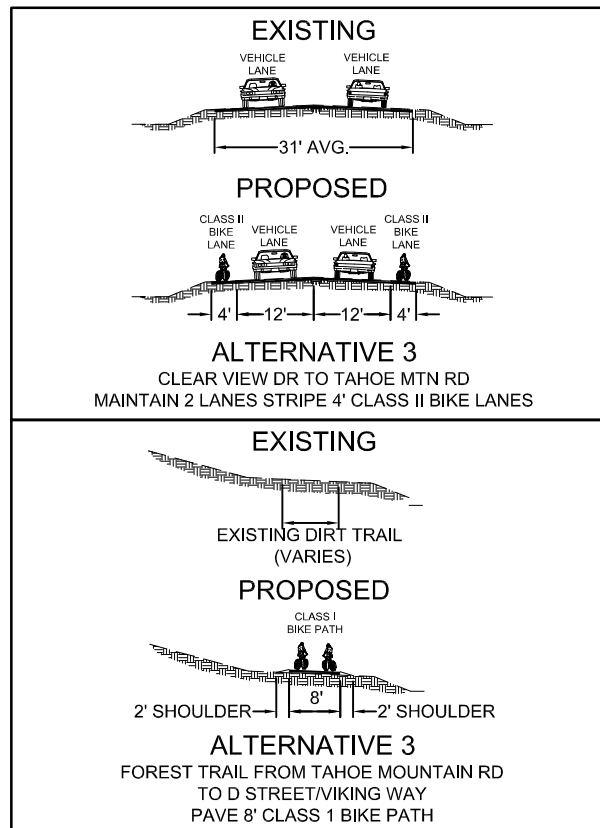 EXISTING
VEHICLE
LANE
VEHICLE
LANE
31' AVG.
PROPOSED
CLASS II
BIKE
LANE
VEHICLE
LANE
VEHICLE
LANE
CLASS II
BIKE
LANE
4'
12'
12'
4'
ALTERNATIVE 3
CLEAR VIEW DR TO TAHOE MTN RD
MAINTAIN 2 LANES STRIPE 4' CLASS II BIKE LANES
EXISTING
EXISTING DIRT TRAIL
(VARIES)
PROPOSED
CLASS I
BIKE PATH
2' SHOULDER
8'
2' SHOULDER
ALTERNATIVE 3
FOREST TRAIL FROM TAHOE MOUNTAIN RD
TO D STREET/VIKING WAY
PAVE 8' CLASS 1 BIKE PATH